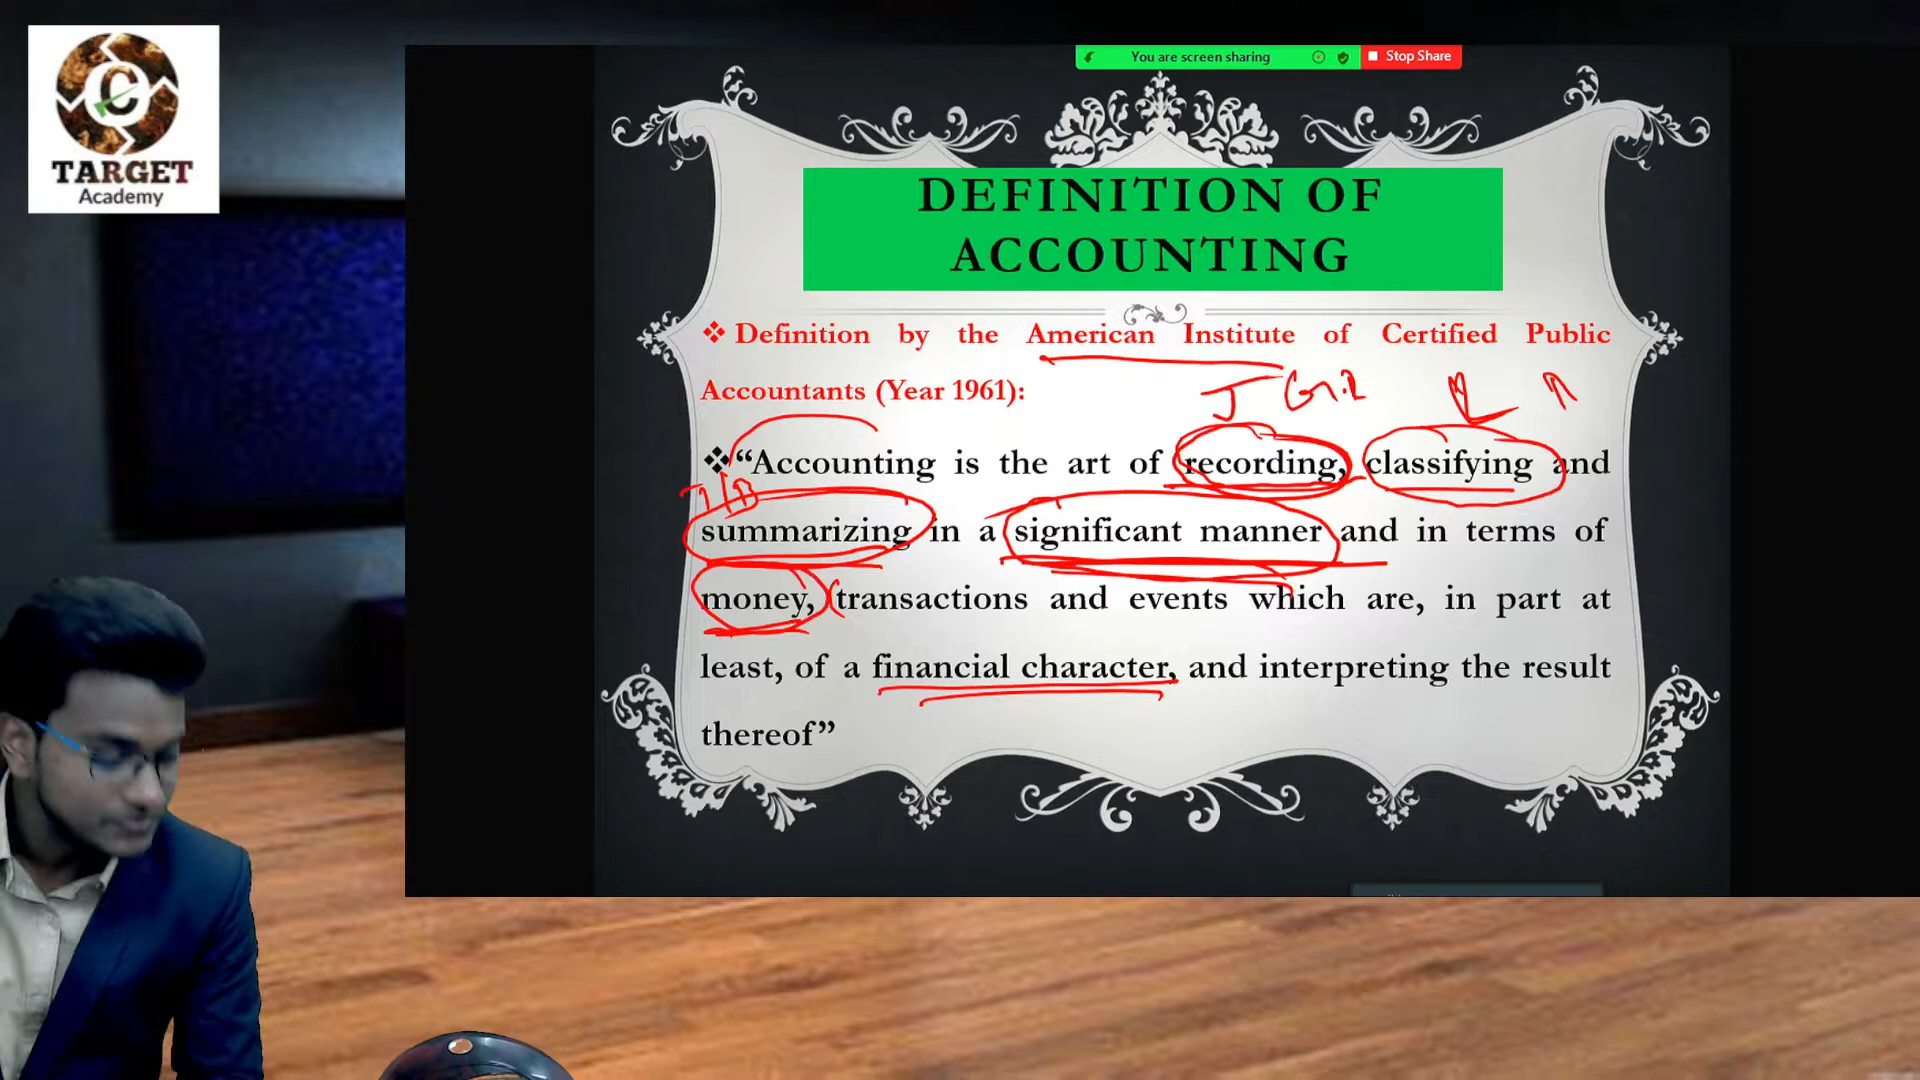 TARGET
Academy
You are screen sharing
Stop Share
DEFINITION OF
ACCOUNTING
❖ Definition by the American Institute of Certified Public
Accountants (Year 1961):
J
❖ “Accounting is the art of recording, classifying and
T/B
summarizing in a significant manner and in terms of
money, transactions and events which are, in part at
least, of a financial character, and interpreting the result
thereof”